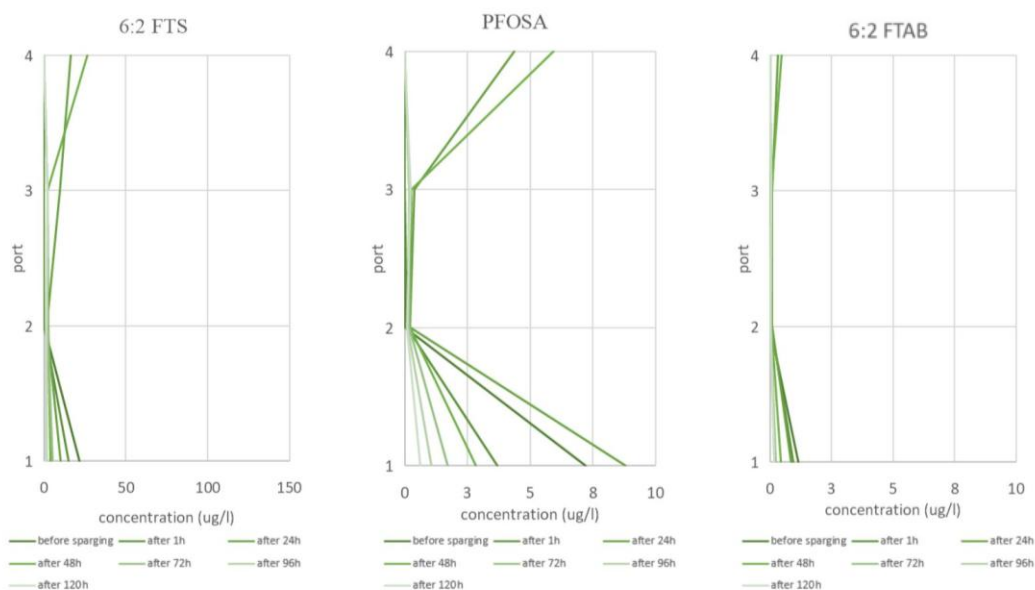 6:2 FTS
4
3
2
1
port
0 50 100 150
concentration (ug/l)
before sparging after 1h after 24h
after 48h after 72h after 96h
after 120h
PFOSA
4
3
2
1
port
0 3 5 8 10
concentration (ug/l)
before sparging after 1h after 24h
after 48h after 72h after 96h
after 120h
6:2 FTAB
4
3
2
1
port
0 3 5 8 10
concentration (ug/l)
before sparging after 1h after 24h
after 48h after 72h after 96h
after 120h